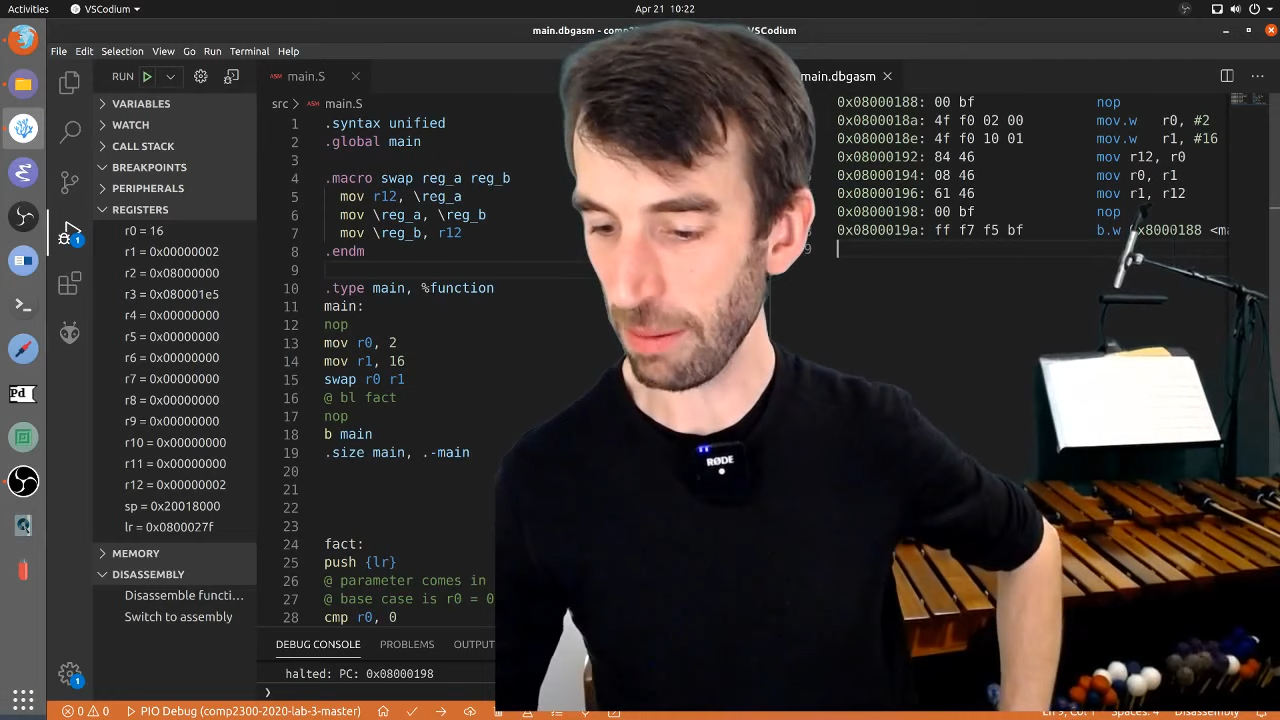 Activities
VSCodium
Apr 21 10:22
main.dbgasm - comp2
VSCodium
File Edit Selection View Go Run Terminal Help
RUN
main.S
main.dbgasm
VARIABLES
WATCH
CALL STACK
BREAKPOINTS
PERIPHERALS
REGISTERS
r0 = 16
r1 = 0x00000002
r2 = 0x08000000
r3 = 0x080001e5
r4 = 0x00000000
r5 = 0x00000000
r6 = 0x00000000
r7 = 0x00000000
r8 = 0x00000000
r9 = 0x00000000
r10 = 0x00000000
r11 = 0x00000000
r12 = 0x00000002
sp = 0x20018000
lr = 0x0800027f
MEMORY
DISASSEMBLY
Disassemble functi...
Switch to assembly
src > ASM main.S
1 .syntax unified
2 .global main
3
4 .macro swap reg_a reg_b
5 mov r12, \reg_a
6 mov \reg_a, \reg_b
7 mov \reg_b, r12
8 .endm
9
10 .type main, %function
11 main:
12 nop
13 mov r0, 2
14 mov r1, 16
15 swap r0 r1
16 @ bl fact
17 nop
18 b main
19 .size main, .-main
20
21
22
23
24 fact:
25 push {lr}
26 @ parameter comes in
27 @ base case is r0 = 0
28 cmp r0, 0
0x08000188: 00 bf nop
0x0800018a: 4f f0 02 00 mov.w r0, #2
0x0800018e: 4f f0 10 01 mov.w r1, #16
0x08000192: 84 46 mov r12, r0
0x08000194: 08 46 mov r0, r1
0x08000196: 61 46 mov r1, r12
0x08000198: 00 bf nop
0x0800019a: ff f7 f5 bf b.w x8000188 <m
9
DEBUG CONSOLE PROBLEMS OUTPUT
halted: PC: 0x08000198
>
0 0 PIO Debug (comp2300-2020-lab-3-master)
RØDE
Pd